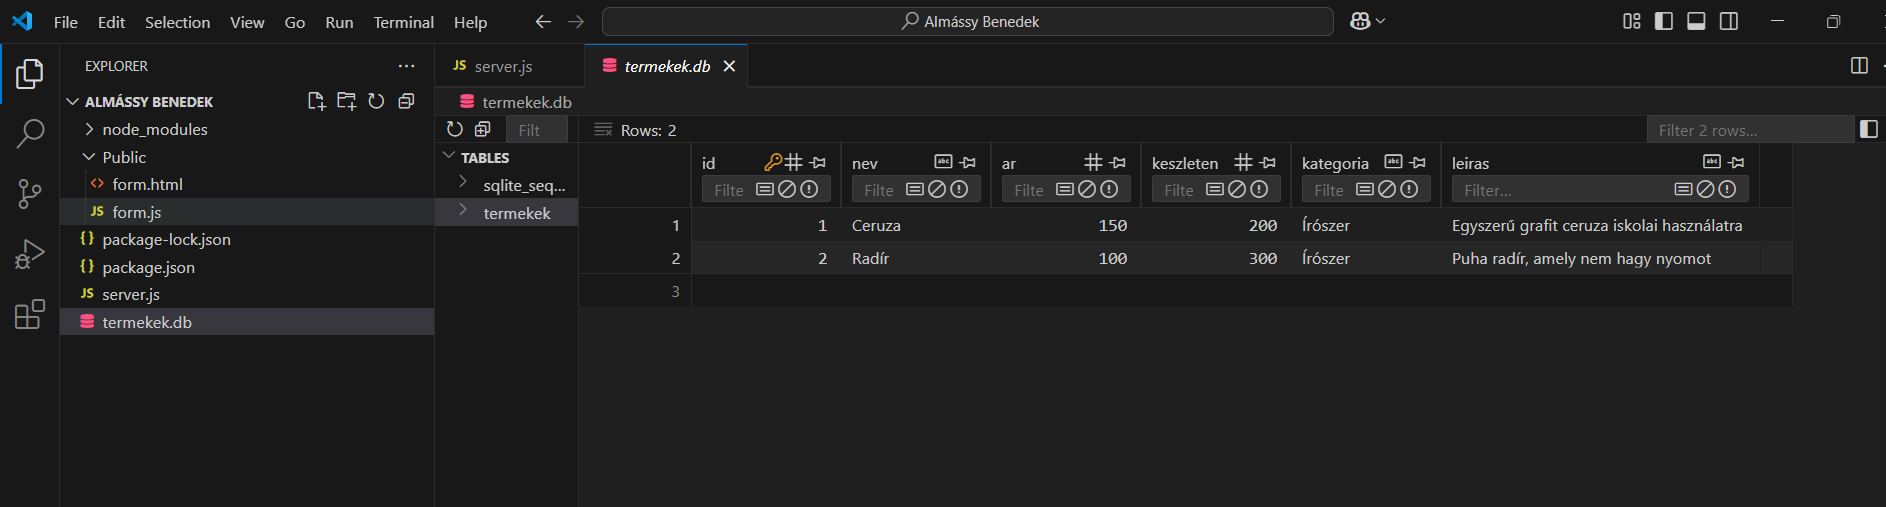 File Edit Selection View Go Run Terminal Help Almássy Benedek
EXPLORER
ALMÁSSY BENEDEK
node_modules
Public
form.html
JS form.js
{} package-lock.json
{} package.json
JS server.js
termekek.db
JS server.js termekek.db
termekek.db
Filt Rows: 2 Filter 2 rows...
TABLES
sqlite_seq...
termekek
id nev abc ar keszleten kategoria abc leiras abc
Filte Filte Filte Filte Filte Filter...
1 1 Ceruza 150 200 Írószer Egyszerű grafit ceruza iskolai használatra
2 2 Radír 100 300 Írószer Puha radír, amely nem hagy nyomot
3